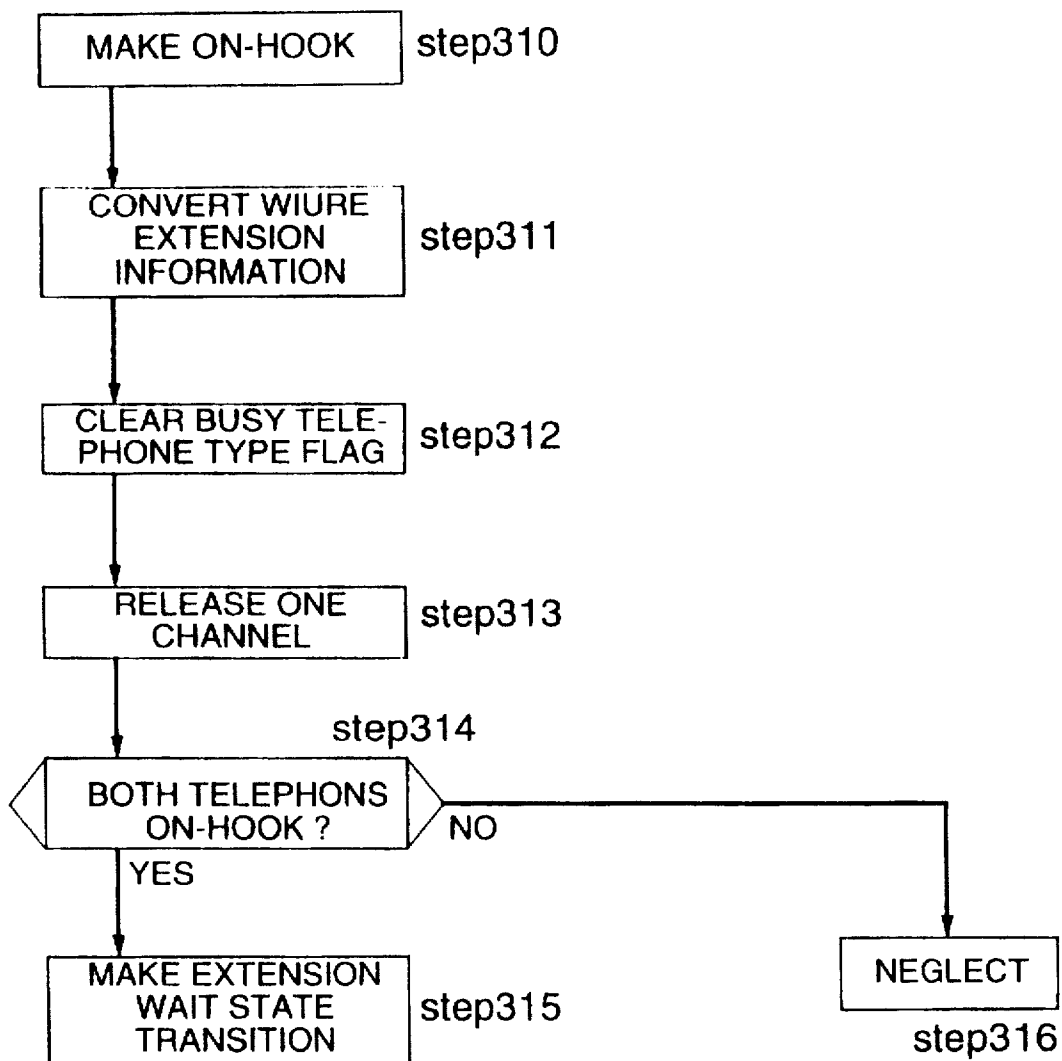 MAKE ON-HOOK
step310
CONVERT WIURE
EXTENSION
INFORMATION
step311
CLEAR BUSY TELE-
PHONE TYPE FLAG
step312
RELEASE ONE
CHANNEL
step313
step314
BOTH TELEPHONS
ON-HOOK ?
NO
YES
MAKE EXTENSION
WAIT STATE
TRANSITION
step315
NEGLECT
step316